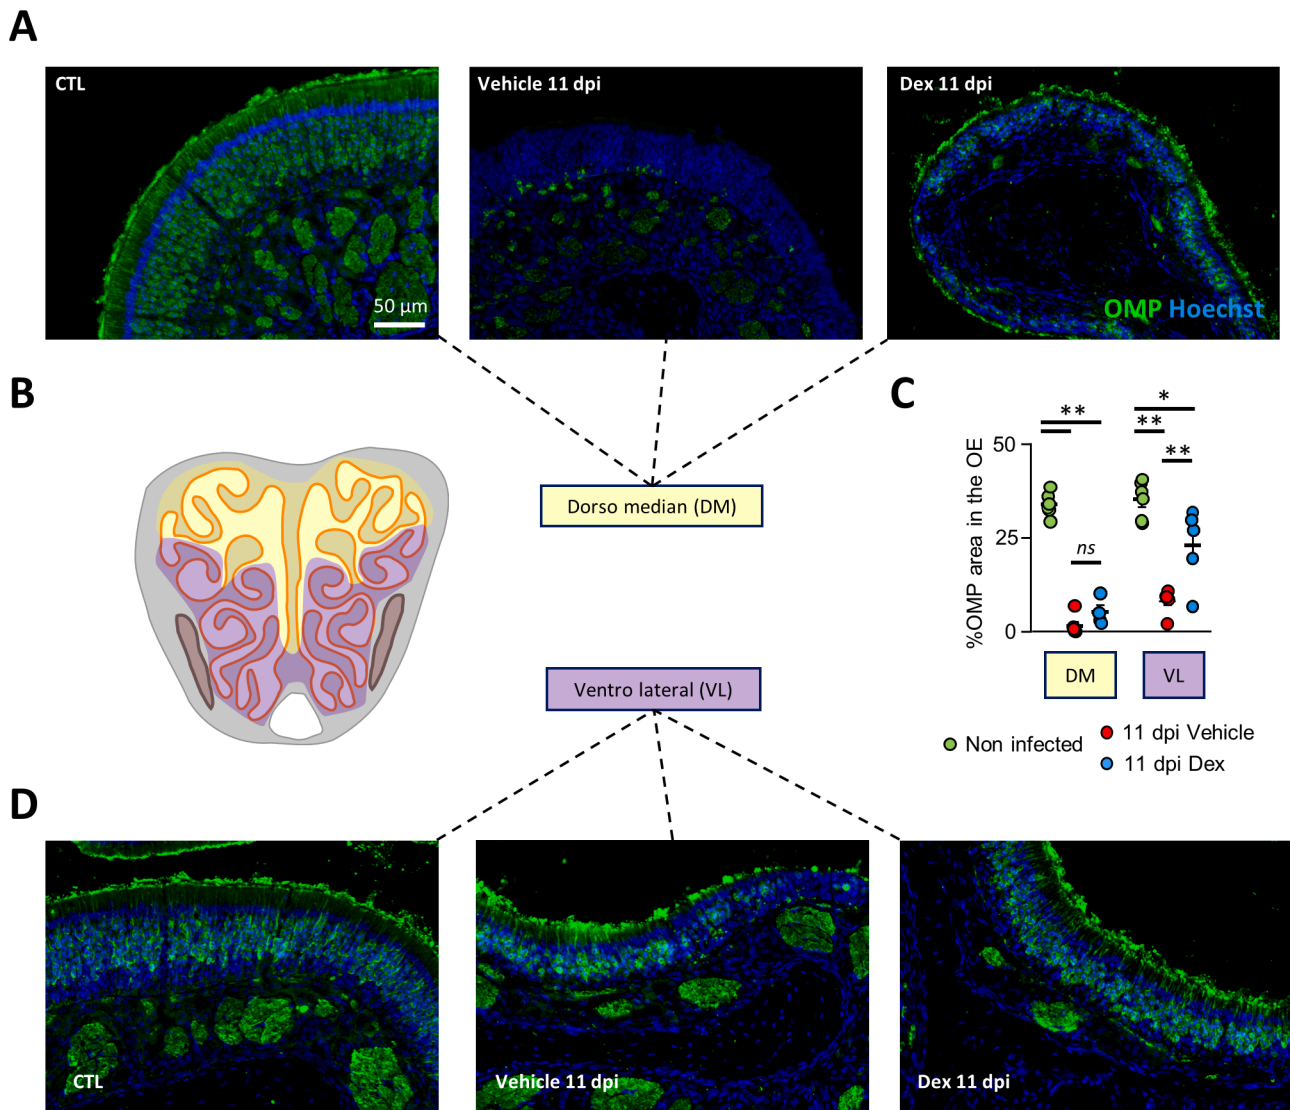 A
CTL
50 µm
Vehicle 11 dpi
Dex 11 dpi
OMP Hoechst
B
Dorso median (DM)
Ventro lateral (VL)
C
%OMP area in the OE
50
25
0
**
ns
*
**
**
DM
VL
Non infected
11 dpi Vehicle
11 dpi Dex
D
CTL
Vehicle 11 dpi
Dex 11 dpi